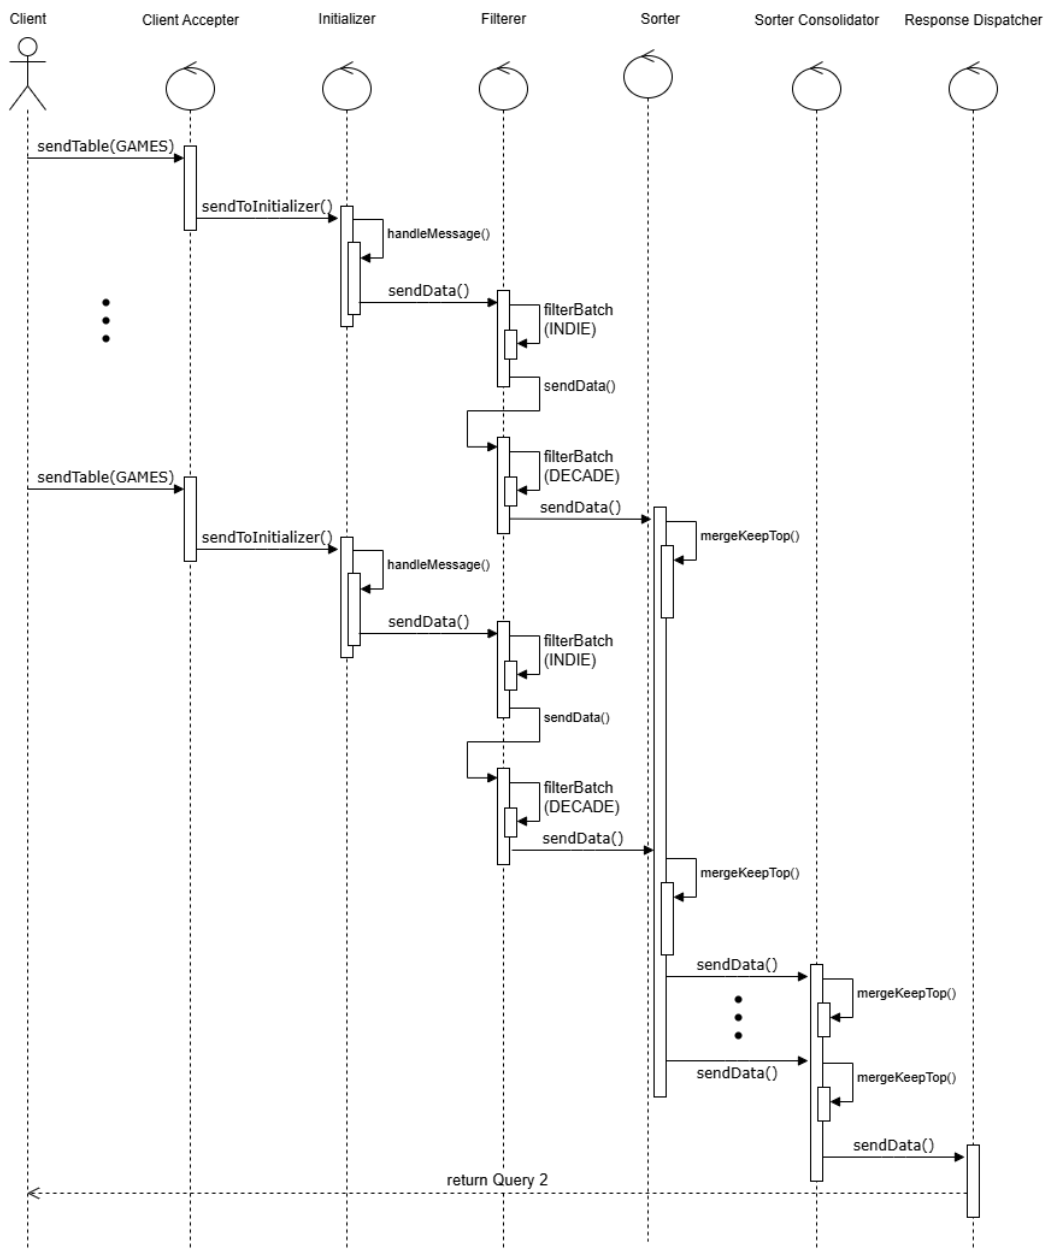 Client
Client Accepter
Initializer
Filterer
Sorter
Sorter Consolidator
Response Dispatcher
sendTable(GAMES)
sendToInitializer()
handleMessage()
sendData()
filterBatch
(INDIE)
sendData()
filterBatch
(DECADE)
sendTable(GAMES)
sendData()
sendToInitializer()
mergeKeepTop()
handleMessage()
sendData()
filterBatch
(INDIE)
sendData()
filterBatch
(DECADE)
sendData()
mergeKeepTop()
sendData()
mergeKeepTop()
sendData()
mergeKeepTop()
sendData()
return Query 2